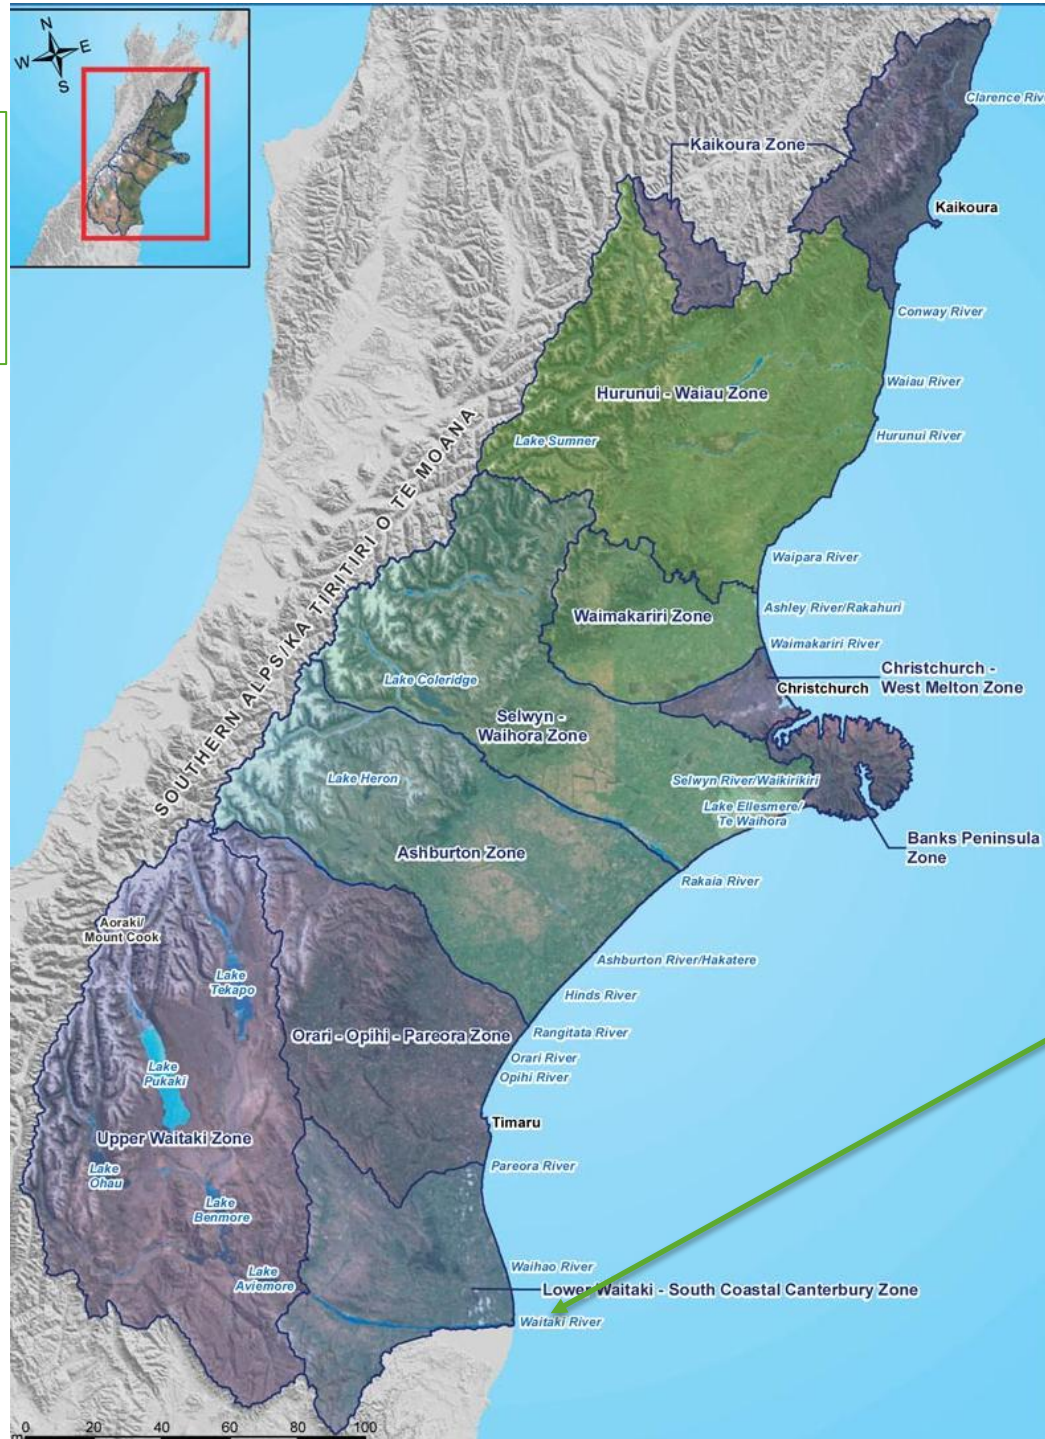 N
W
E
S
Clarence Riv
Kaikoura Zone
Kaikoura
Conway River
Hurunui - Waiau Zone
Waiau River
Lake Sumner
Hurunui River
SOUTHERN ALPS/KA TIRITIRI O TE MOANA
Waipara River
Waimakariri Zone
Ashley River/Rakahuri
Waimakariri River
Christchurch -
West Melton Zone
Christchurch
Lake Coleridge
Selwyn -
Waihora Zone
Lake Heron
Selwyn River/Waikirikiri
Lake Ellesmere/
Te Waihora
Banks Peninsula
Zone
Ashburton Zone
Rakaia River
Aoraki/
Mount Cook
Ashburton River/Hakatere
Lake
Tekapo
Hinds River
Orari - Opihi - Pareora Zone
Rangitata River
Orari River
Opihi River
Lake
Pukaki
Timaru
Upper Waitaki Zone
Pareora River
Lake
Ohau
Lake
Benmore
Waihao River
Lake
Aviemore
Lower Waitaki - South Coastal Canterbury Zone
Waitaki River
0 20 40 60 80 100